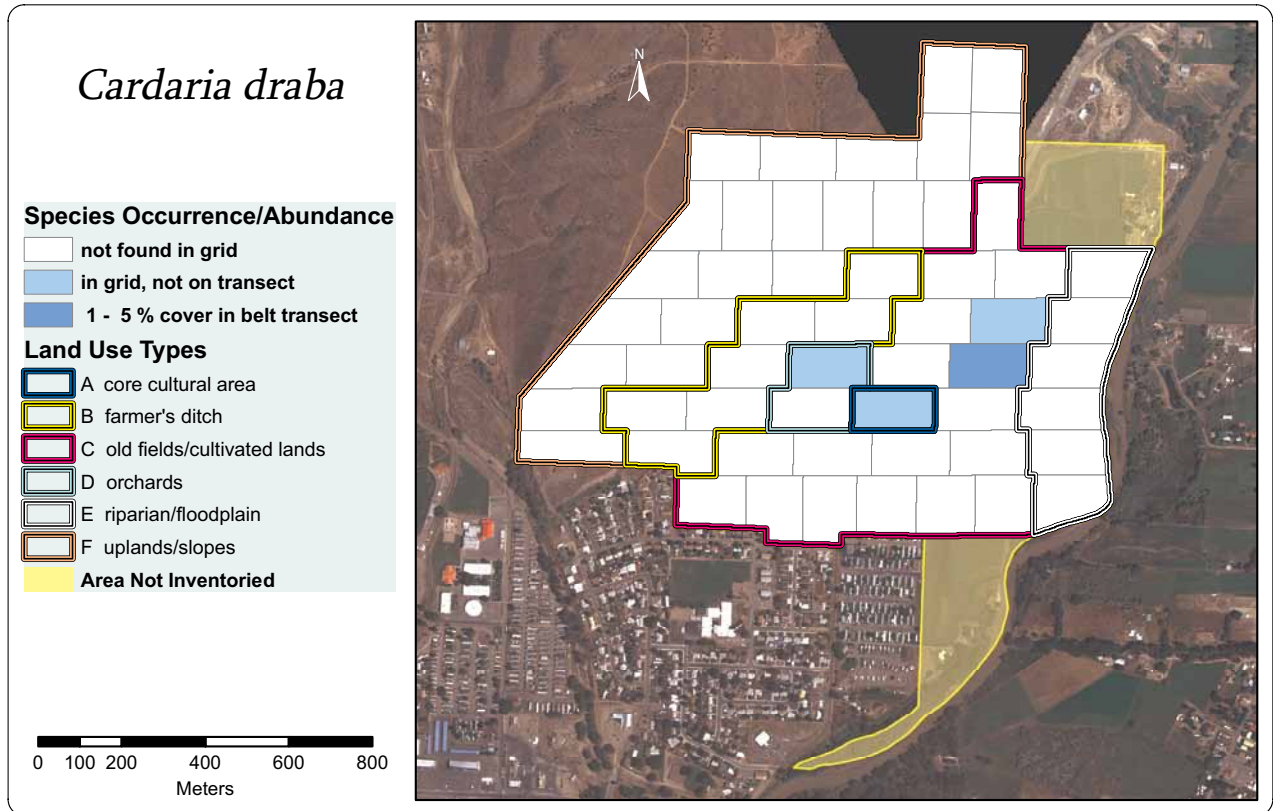 Cardaria draba
N
Species Occurrence/Abundance
not found in grid
in grid, not on transect
1 - 5 % cover in belt transect
Land Use Types
A core cultural area
B farmer's ditch
C old fields/cultivated lands
D orchards
E riparian/floodplain
F uplands/slopes
Area Not Inventoried
0 100 200 400 600 800
Meters